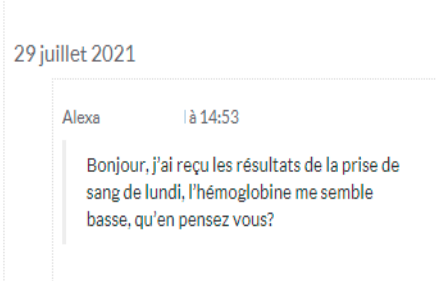 29 juillet 2021
Alexa à 14:53
Bonjour, j'ai reçu les résultats de la prise de
sang de lundi, l'hémoglobine me semble
basse, qu'en pensez vous?